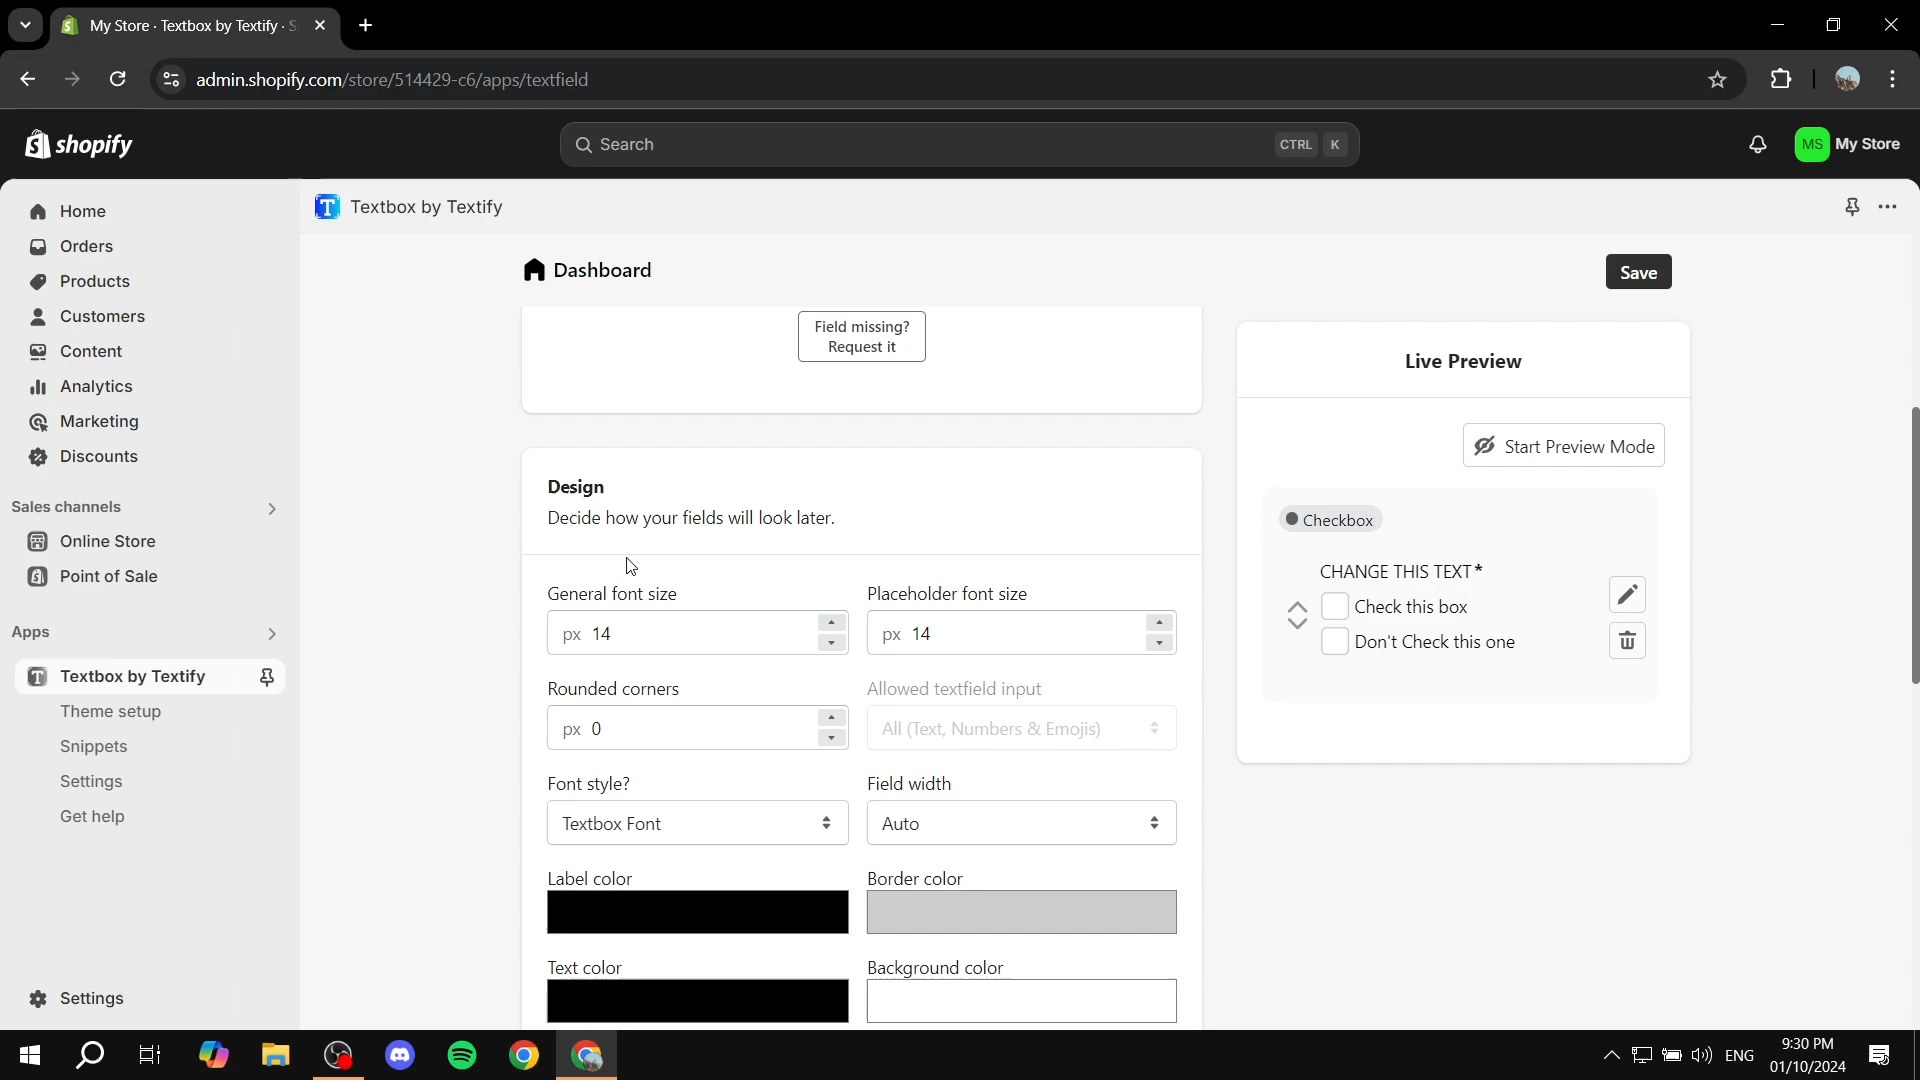 My Store · Textbox by Textify · S
admin.shopify.com/store/514429-c6/apps/textfield
shopify
Search
CTRL K
MS My Store
Home
Orders
Products
Customers
Content
Analytics
Marketing
Discounts
Sales channels
Online Store
Point of Sale
Apps
Textbox by Textify
Theme setup
Snippets
Settings
Get help
Settings
Textbox by Textify
Dashboard
Save
Field missing?
Request it
Design
Decide how your fields will look later.
General font size
px 14
Placeholder font size
px 14
Rounded corners
px 0
Allowed textfield input
All (Text, Numbers & Emojis)
Font style?
Textbox Font
Field width
Auto
Label color
Border color
Text color
Background color
Live Preview
Start Preview Mode
Checkbox
CHANGE THIS TEXT*
Check this box
Don't Check this one
ENG
9:30 PM
01/10/2024